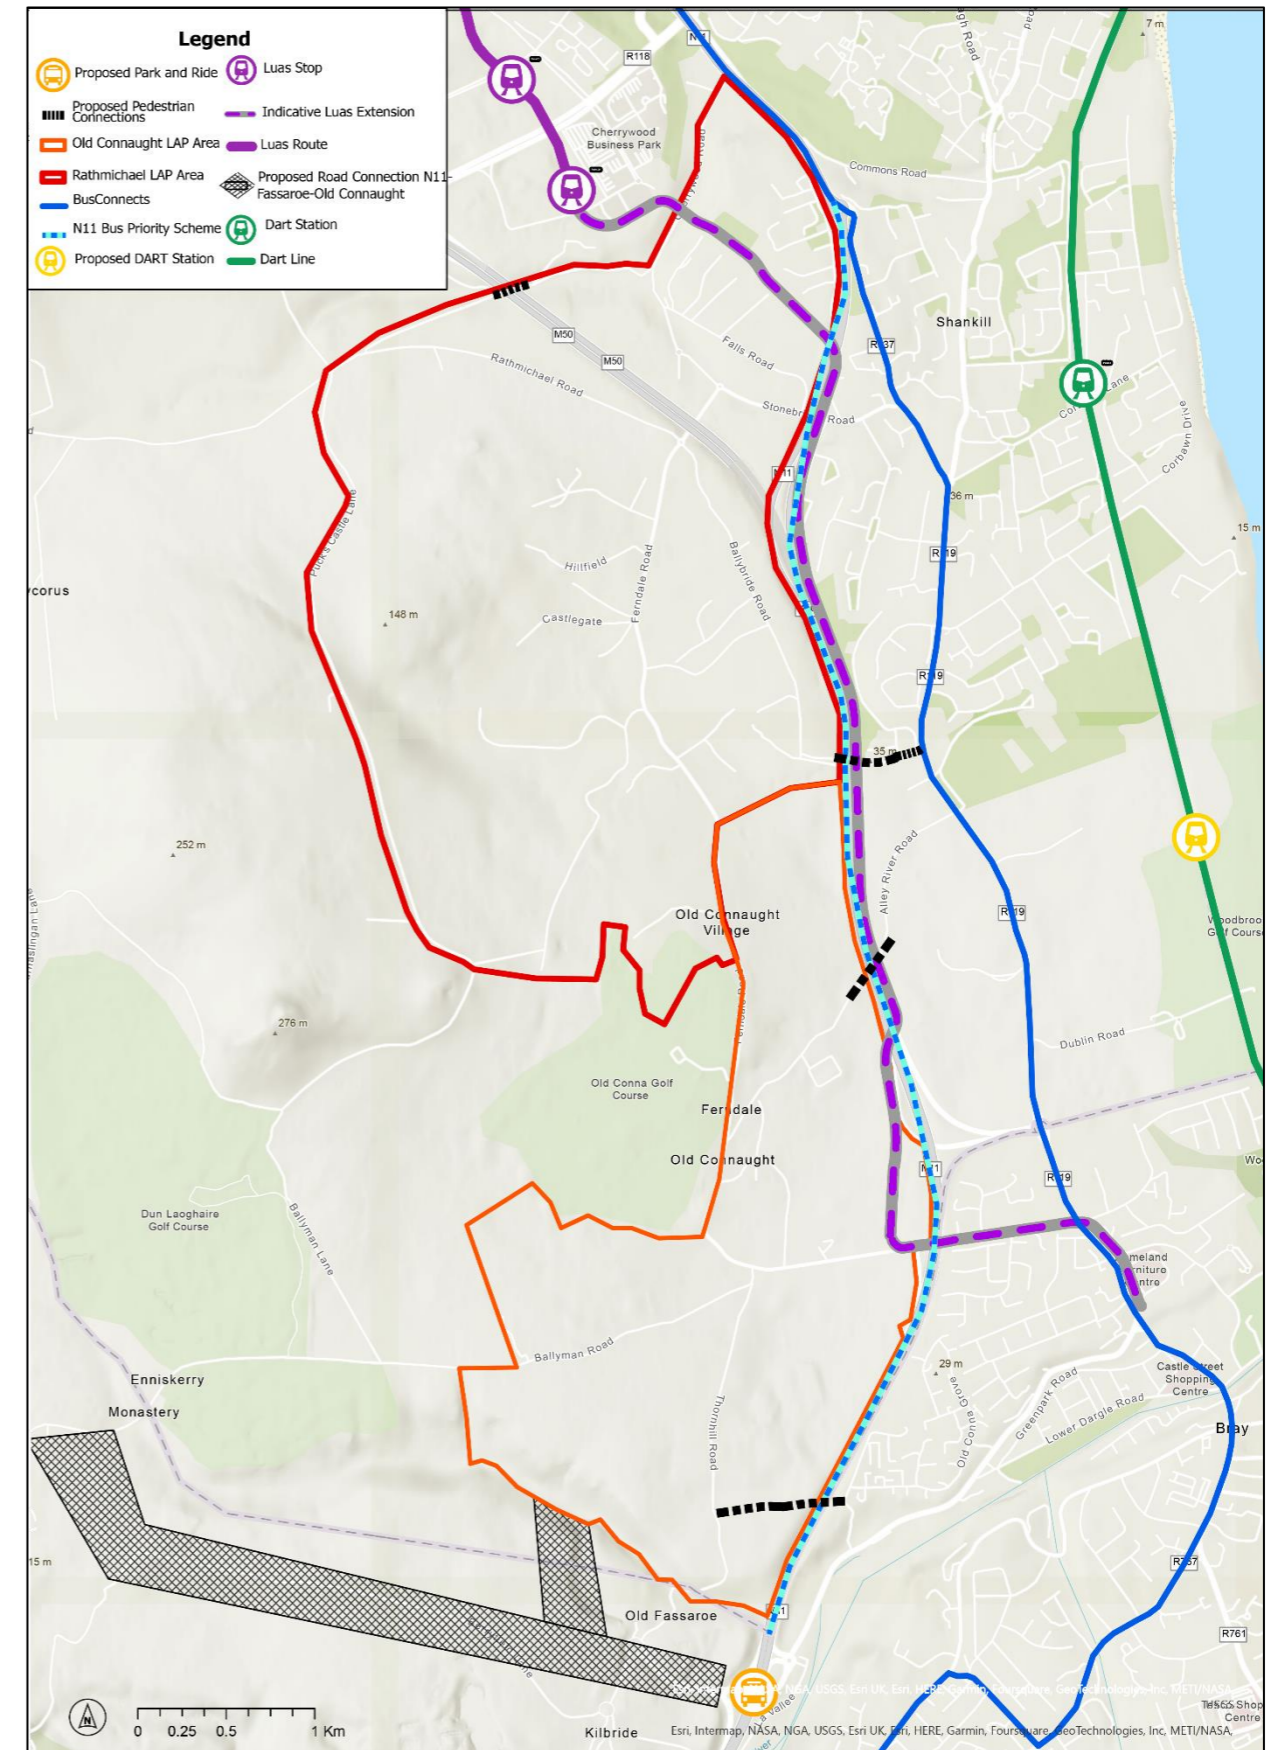 Legend
Proposed Park and Ride
Luas Stop
Proposed Pedestrian
Connections
Indicative Luas Extension
Old Connaught LAP Area
Luas Route
Rathmichael LAP Area
Proposed Road Connection N11-
Fassaroe-Old Connaught
BusConnects
N11 Bus Priority Scheme
Dart Station
Proposed DART Station
Dart Line
R118
7 m
Cherrywood
Business Park
Commons Road
Shankill
M50
M50
Falls Road
Rathmichael Road
Corbawn Drive
36 m
15 m
Puck's Castle Lane
Hillfield
Castlegate
Ferndale Road
Ballybride Road
148 m
35 m
252 m
Alley River Road
Old Connaught
Village
276 m
Dublin Road
Old Conna Golf
Course
Ferndale
Old Connaught
Dun Laoghaire
Golf Course
Ballyman Lane
Ballyman Road
Thornhill Road
29 m
Old Conna Grove
Greenpark Road
Lower Dargle Road
Castle Street
Shopping
Centre
Bray
Enniskerry
Monastery
15 m
Old Fassaroe
R761
N
0 0.25 0.5 1 Km
Kilbride
Centre
Esri, Intermap, NASA, NGA, USGS, Esri UK, Esri, HERE, Garmin, Foursquare, GeoTechnologies, Inc, METI/NASA,